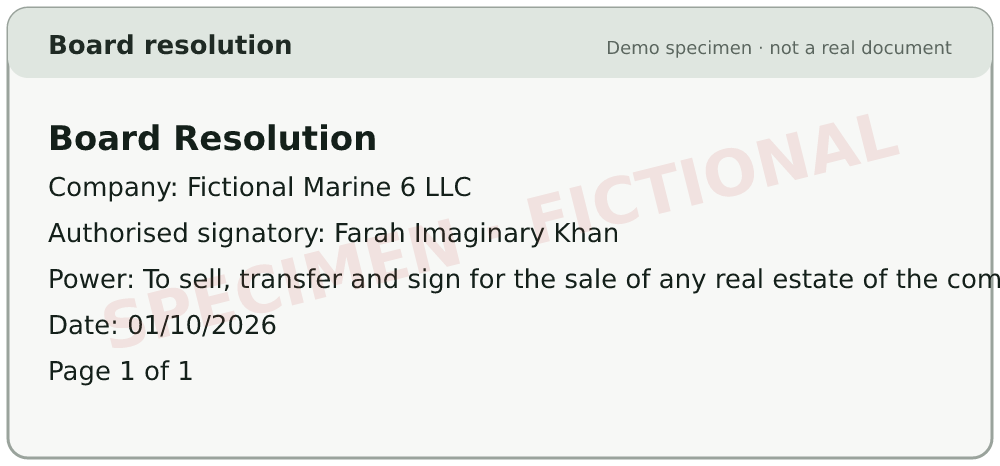 Board resolution
Demo specimen · not a real document
Board Resolution
Company: Fictional Marine 6 LLC
Authorised signatory: Farah Imaginary Khan
Power: To sell, transfer and sign for the sale of any real estate of the com
Date: 01/10/2026
Page 1 of 1
SPECIMEN · FICTIONAL